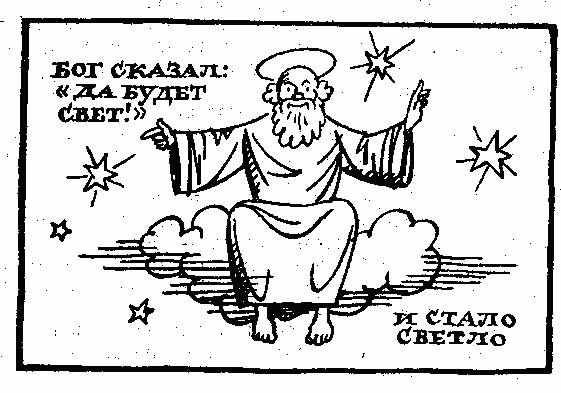 БОГ СКАЗАЛ:
«ДА БУДЕТ
СВЕТ!»
И СТАЛО
СВЕТЛО